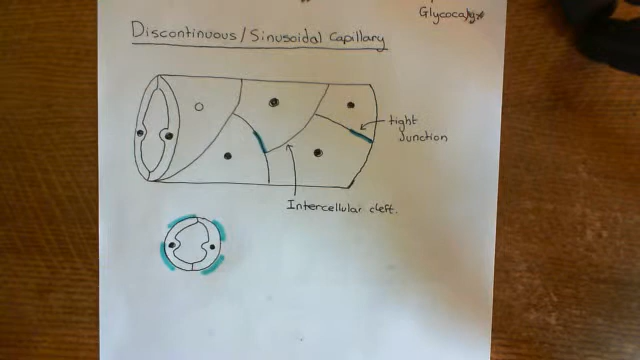 Glycocalyx
Discontinuous/Sinusoidal Capillary
tight
Junction
Intercellular cleft.